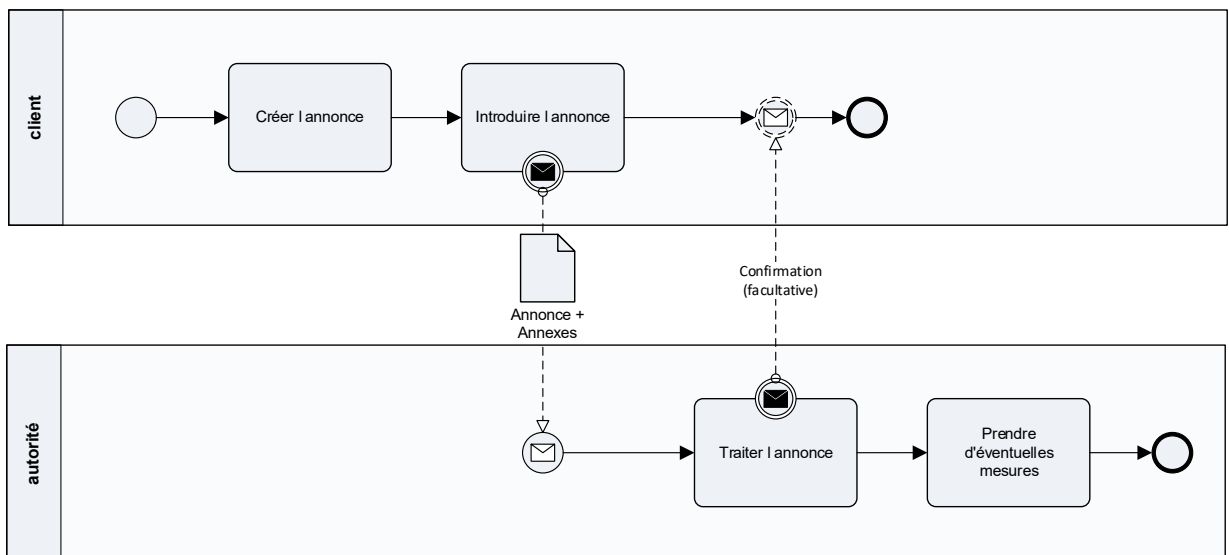 client
Créer l annonce
Introduire l annonce
Annonce +
Annexes
Confirmation
(facultative)
autorité
Traiter l annonce
Prendre
d'éventuelles
mesures